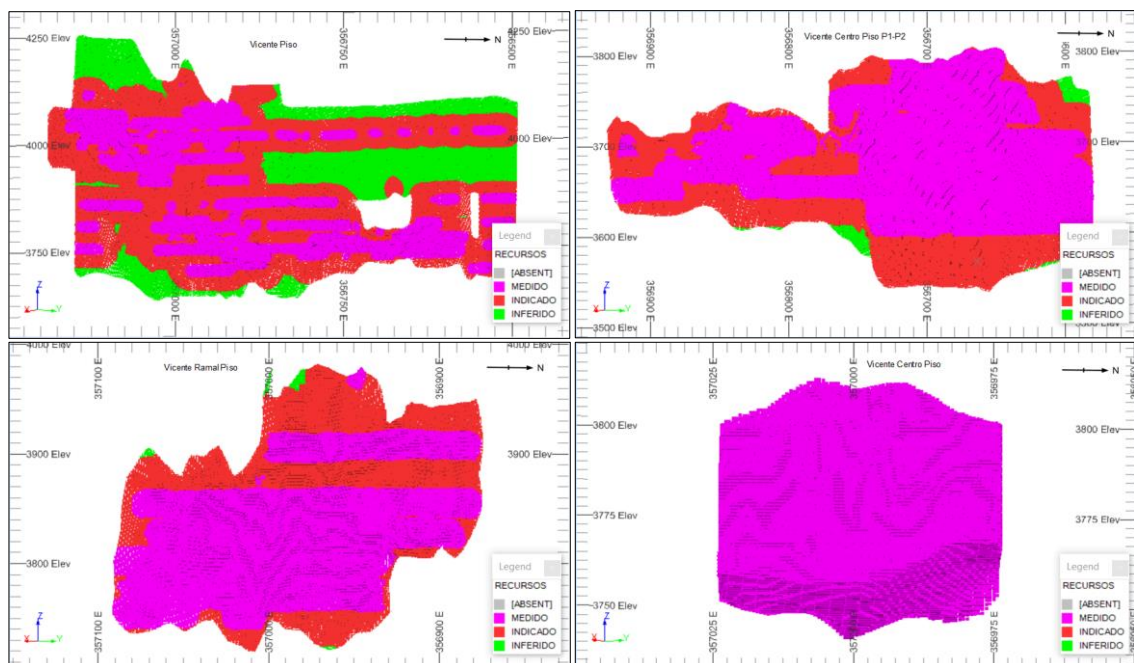 Vicente Piso
N
4250 Elev
4250 Elev
4000 Elev
4000 Elev
3750 Elev
356750 E
356500 E
356750 E
Legend
RECURSOS
[ABSENT]
MEDIDO
INDICADO
INFERIDO
Z
X
Y
Vicente Centro Piso P1-P2
N
356900 E
356800 E
3800 Elev
3800 Elev
3700 Elev
3600 Elev
3500 Elev
356900 E
356800 E
Legend
RECURSOS
[ABSENT]
MEDIDO
INDICADO
INFERIDO
Z
X
Y
Vicente Ramal Piso
N
4000 Elev
4000 Elev
357100 E
356900 E
3900 Elev
3900 Elev
3800 Elev
357100 E
356900 E
Legend
RECURSOS
[ABSENT]
MEDIDO
INDICADO
INFERIDO
Z
X
Y
Vicente Centro Piso
N
357025 E
357000 E
356975 E
3800 Elev
3800 Elev
3775 Elev
3775 Elev
3750 Elev
357025 E
356975 E
Legend
RECURSOS
[ABSENT]
MEDIDO
INDICADO
INFERIDO
Z
X
Y